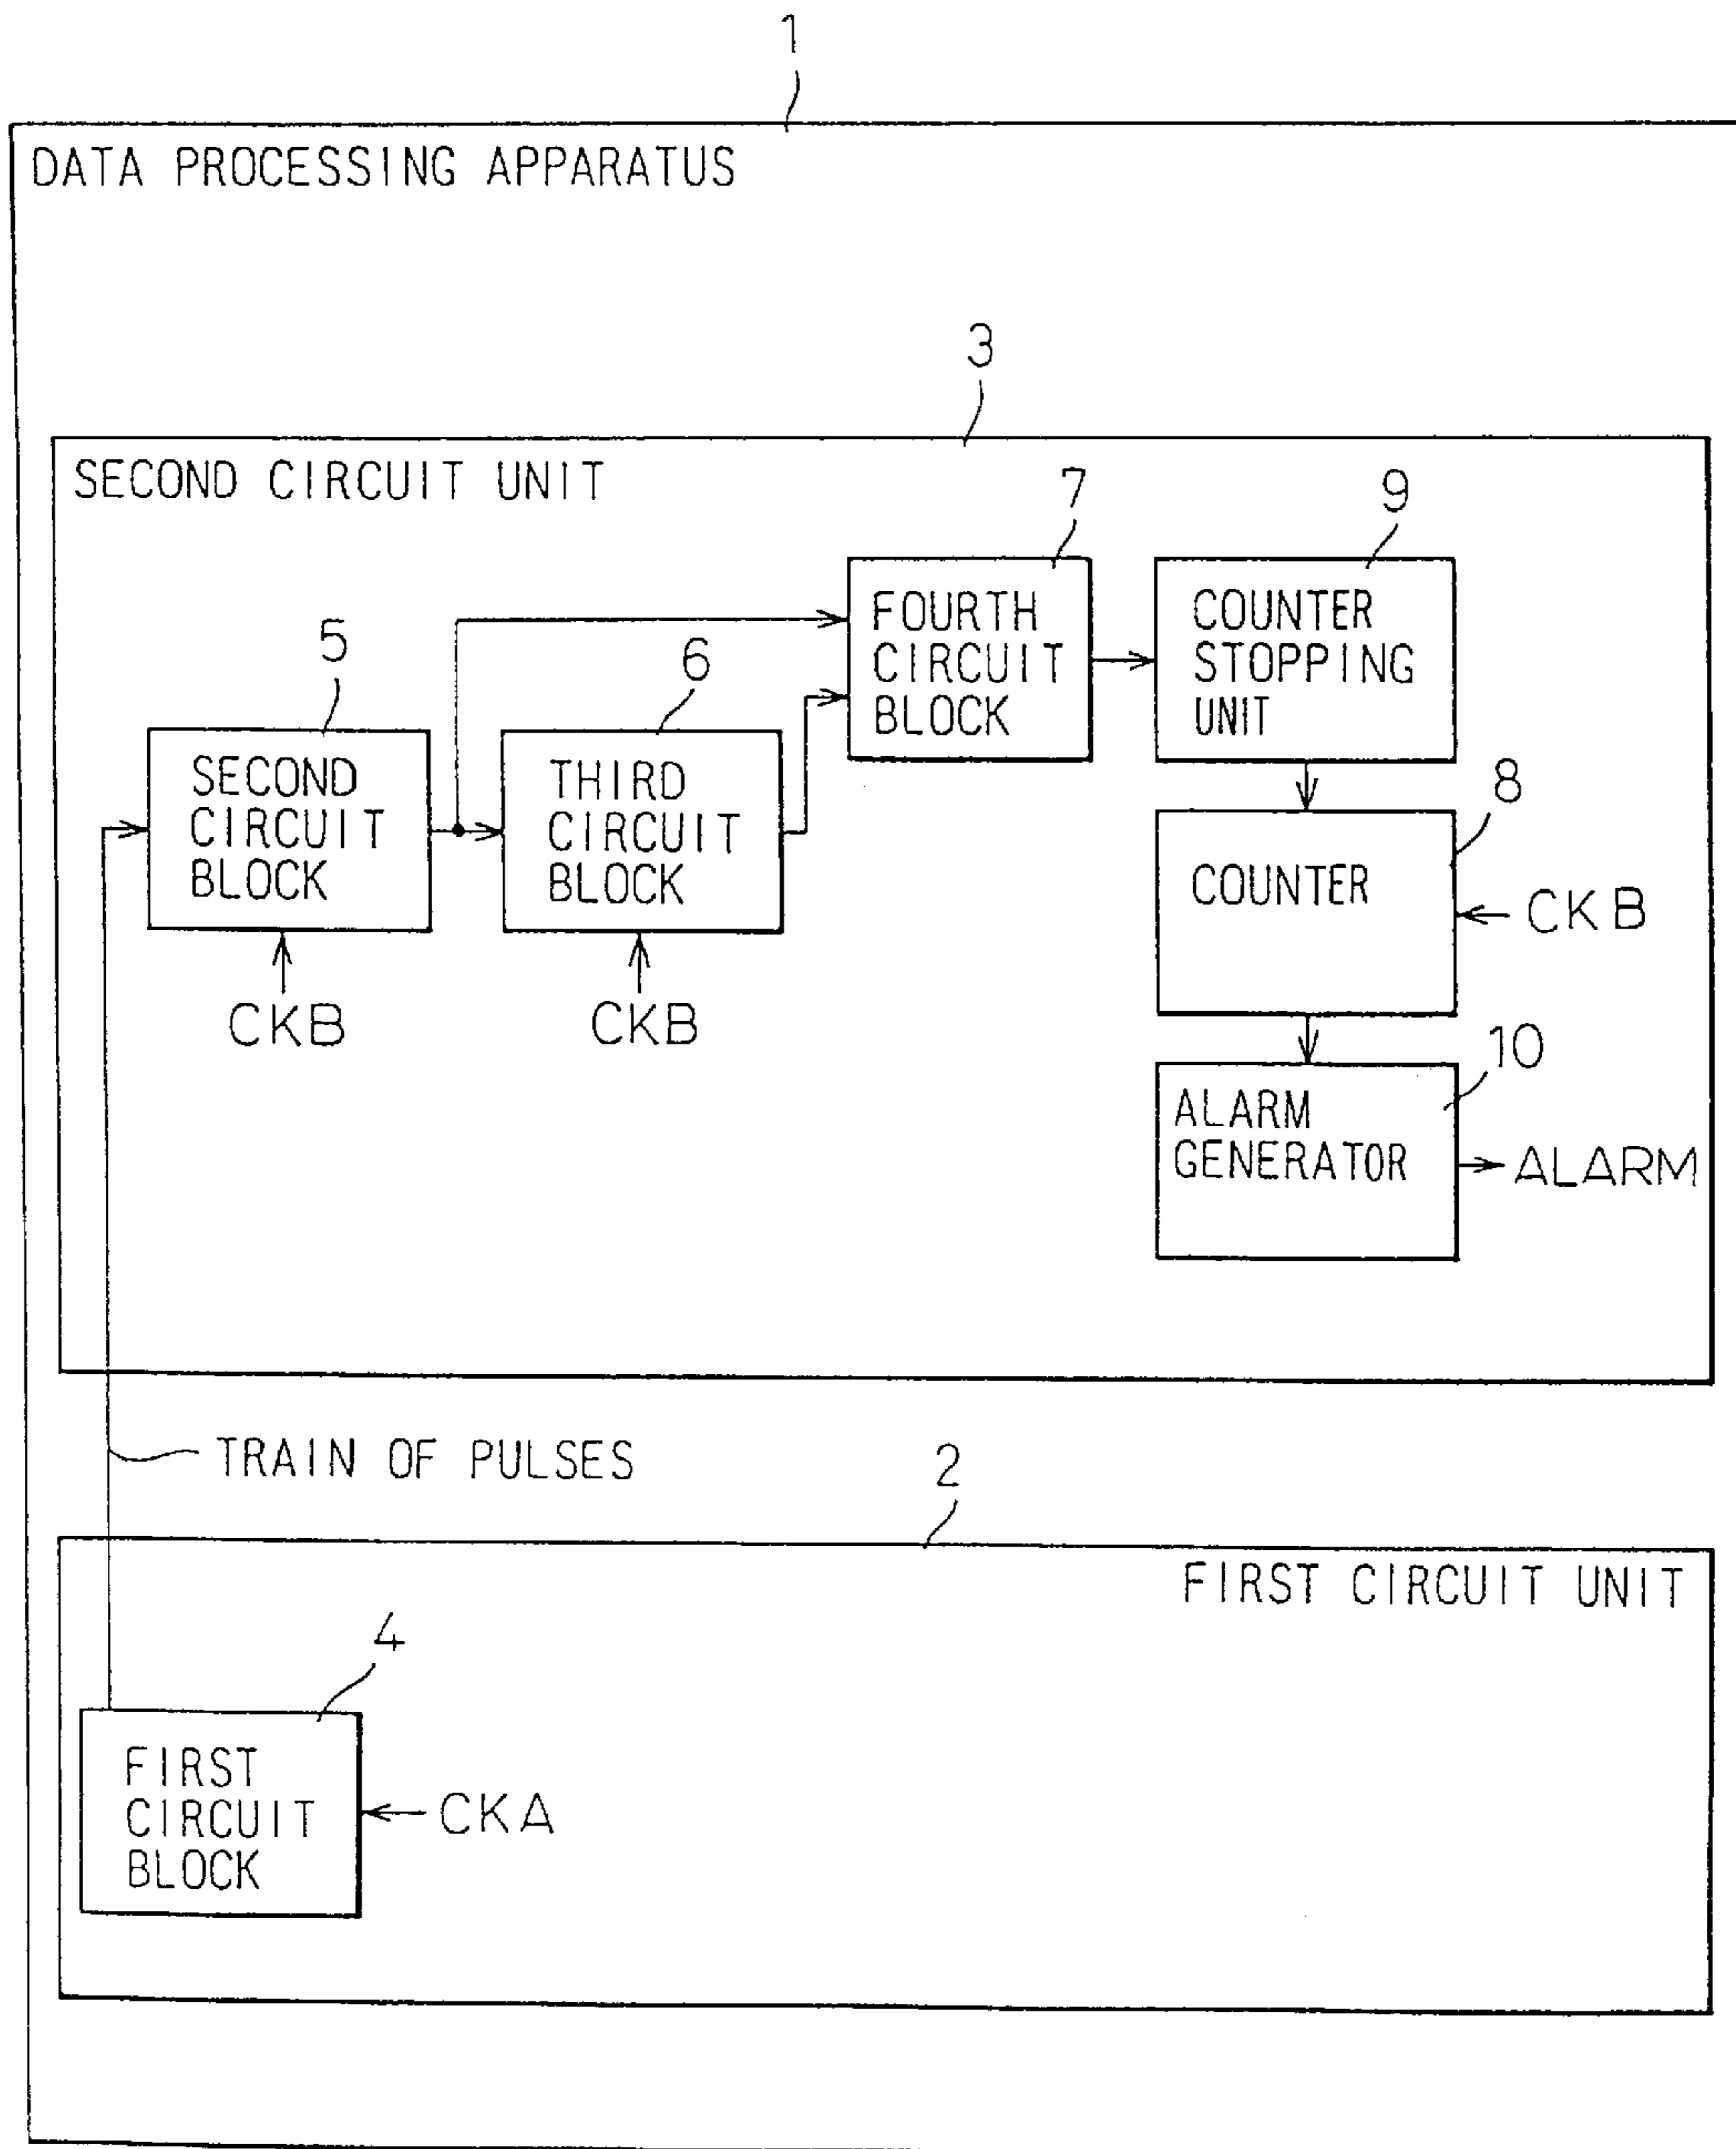 1
DATA PROCESSING APPARATUS
3
SECOND CIRCUIT UNIT
7
9
FOURTH
CIRCUIT
BLOCK
COUNTER
STOPPING
UNIT
5
6
SECOND
CIRCUIT
BLOCK
THIRD
CIRCUIT
BLOCK
8
COUNTER
CKB
CKB
CKB
10
ALARM
GENERATOR
ALARM
TRAIN OF PULSES
2
FIRST CIRCUIT UNIT
4
FIRST
CIRCUIT
BLOCK
CKA